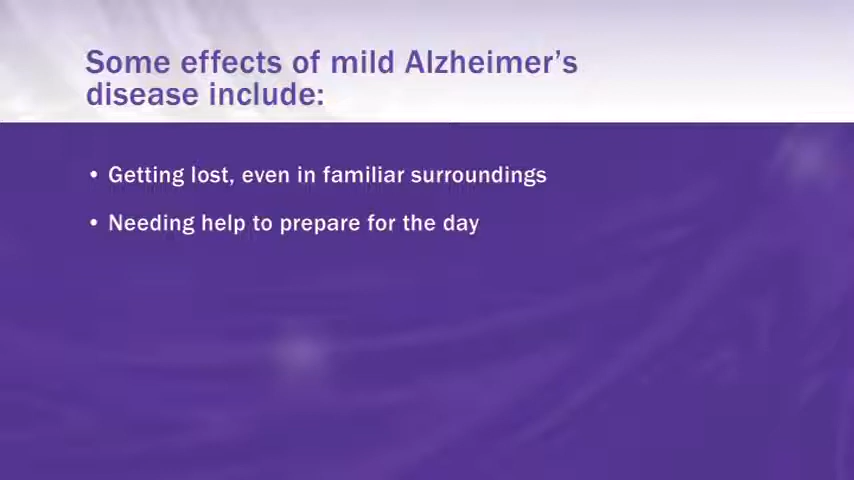 Some effects of mild Alzheimer’s
disease include:
• Getting lost, even in familiar surroundings
• Needing help to prepare for the day